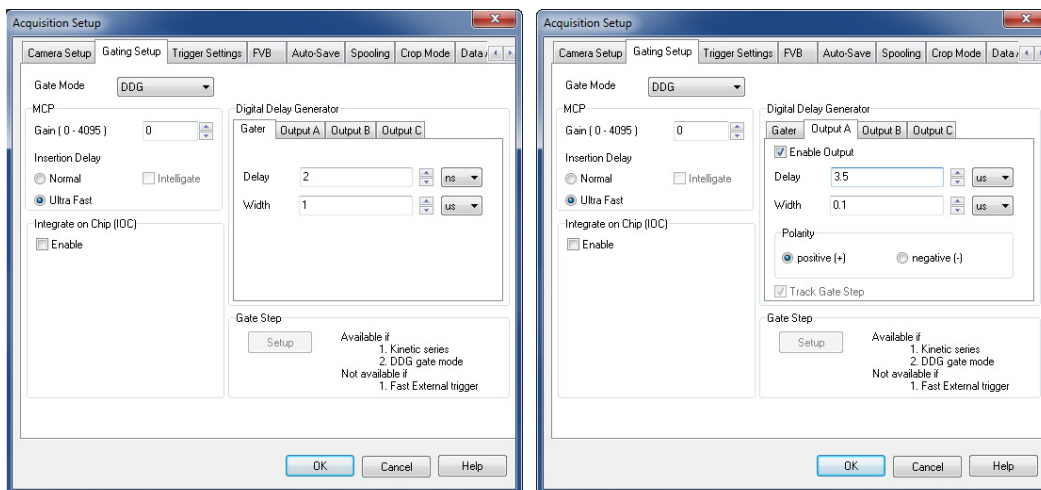 Acquisition Setup
Camera Setup Gating Setup Trigger Settings FVB Auto-Save Spooling Crop Mode Data
Gate Mode DDG
MCP
Gain ( 0 - 4095 ) 0
Insertion Delay
Normal Intelligate
Ultra Fast
Integrate on Chip (IOC)
Enable
Digital Delay Generator
Gater Output A Output B Output C
Delay 2 ns
Width 1 us
Gate Step
Setup
Available if
1. Kinetic series
2. DDG gate mode
Not available if
1. Fast External trigger
OK Cancel Help
Acquisition Setup
Camera Setup Gating Setup Trigger Settings FVB Auto-Save Spooling Crop Mode Data
Gate Mode DDG
MCP
Gain ( 0 - 4095 ) 0
Insertion Delay
Normal Intelligate
Ultra Fast
Integrate on Chip (IOC)
Enable
Digital Delay Generator
Gater Output A Output B Output C
Enable Output
Delay 3.5 us
Width 0.1 us
Polarity
positive (+) negative (-)
Track Gate Step
Gate Step
Setup
Available if
1. Kinetic series
2. DDG gate mode
Not available if
1. Fast External trigger
OK Cancel Help